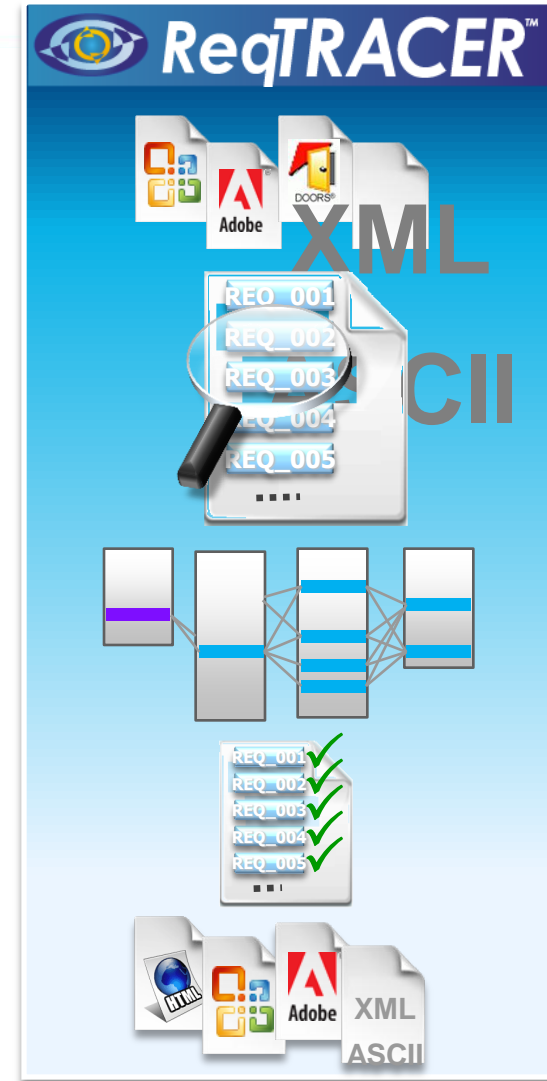 ReqTRACER™
DOORS®
Adobe
XML
REQ_001
REQ_002
REQ_003
REQ_004
REQ_005
ASCII
REQ_001
REQ_002
REQ_003
REQ_004
REQ_005
HTML
Adobe
XML
ASCII